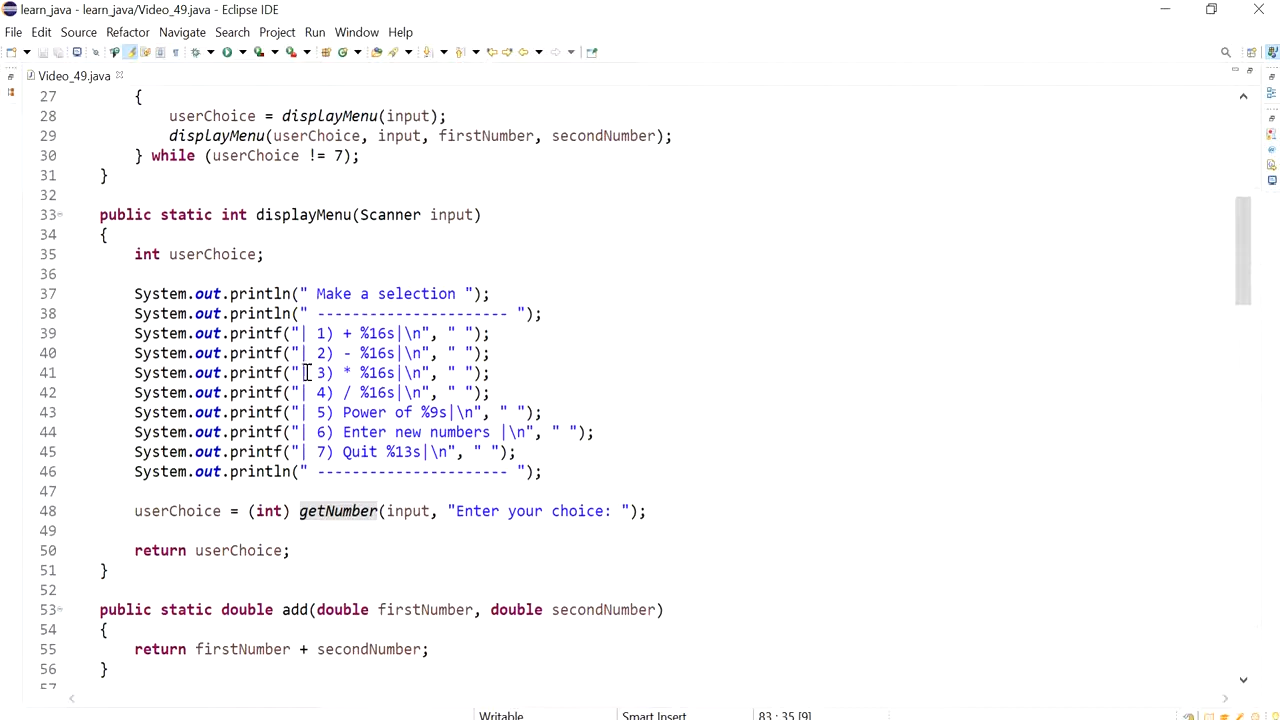 learn_java - learn_java/Video_49.java - Eclipse IDE
File Edit Source Refactor Navigate Search Project Run Window Help
Video_49.java
27 {
28 userChoice = displayMenu(input);
29 displayMenu(userChoice, input, firstNumber, secondNumber);
30 } while (userChoice != 7);
31 }
32
33 public static int displayMenu(Scanner input)
34 {
35 int userChoice;
36
37 System.out.println(" Make a selection ");
38 System.out.println(" ---------------------- ");
39 System.out.printf("| 1) + %16s|\n", " ");
40 System.out.printf("| 2) - %16s|\n", " ");
41 System.out.printf("| 3) * %16s|\n", " ");
42 System.out.printf("| 4) / %16s|\n", " ");
43 System.out.printf("| 5) Power of %9s|\n", " ");
44 System.out.printf("| 6) Enter new numbers |\n", " ");
45 System.out.printf("| 7) Quit %13s|\n", " ");
46 System.out.println(" ---------------------- ");
47
48 userChoice = (int) getNumber(input, "Enter your choice: ");
49
50 return userChoice;
51 }
52
53 public static double add(double firstNumber, double secondNumber)
54 {
55 return firstNumber + secondNumber;
56 }
57
Writable Smart Insert 83 : 35 [9]